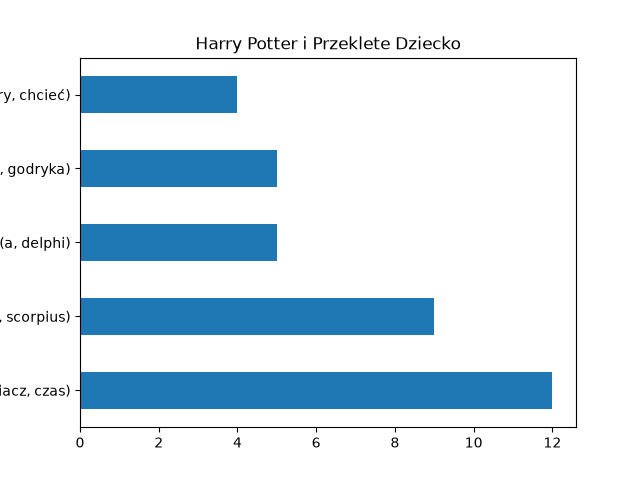 Harry Potter i Przeklete Dziecko
ry, chcieć)
, godryka)
(a, delphi)
, scorpius)
iacz, czas)
0 2 4 6 8 10 12